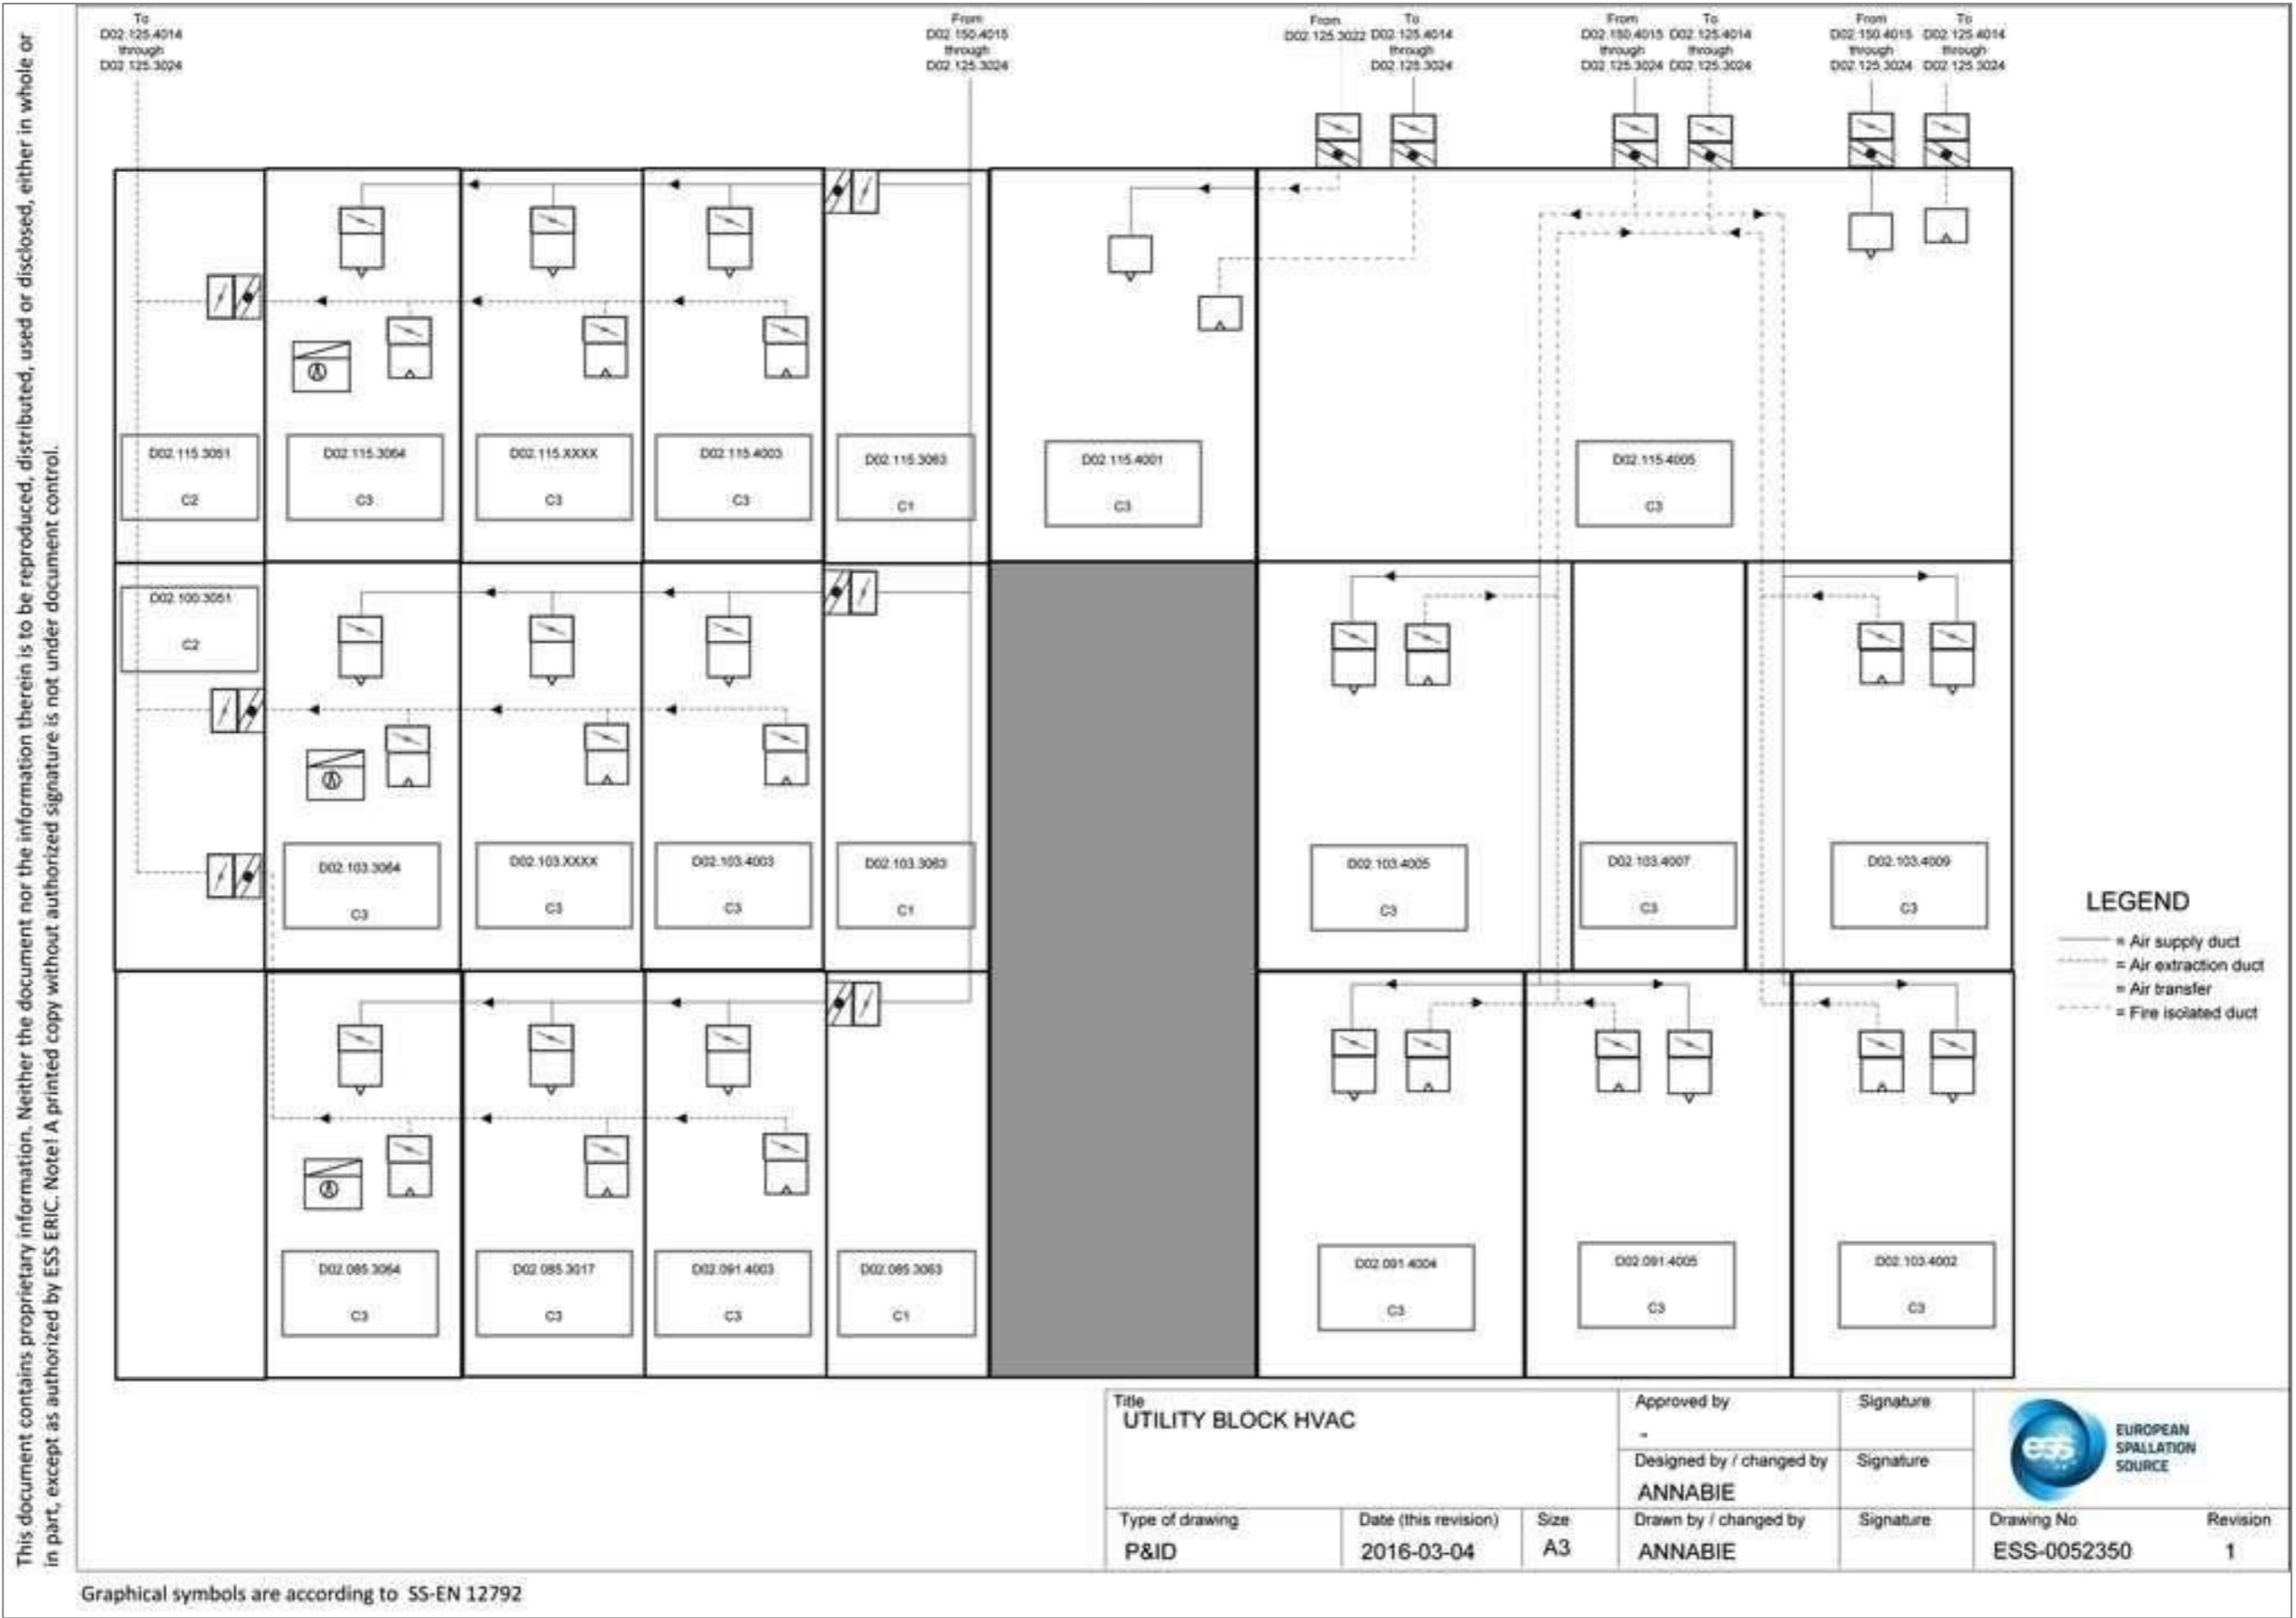 This document contains proprietary information. Neither the document nor the information therein is to be reproduced, distributed, used or disclosed, either in whole or
in part, except as authorized by ESS ERIC. Note! A printed copy without authorized signature is not under document control.
To
D02.125.4014
through
D02.125.3024
From
D02.150.4015
through
D02.125.3024
From
D02.125.3022
To
D02.125.4014
through
D02.125.3024
From
D02.150.4015
through
D02.125.3024
To
D02.125.4014
through
D02.125.3024
From
D02.150.4015
through
D02.125.3024
To
D02.125.4014
through
D02.125.3024
D02.115.3051
C2
D02.115.3064
C3
D02.115.XXXX
C3
D02.115.4003
C3
D02.115.3063
C1
D02.115.4001
C3
D02.115.4005
C3
D02.100.3051
C2
D02.103.3064
C3
D02.103.XXXX
C3
D02.103.4003
C3
D02.103.3063
C1
D02.103.4005
C3
D02.103.4007
C3
D02.103.4009
C3
LEGEND
= Air supply duct
= Air extraction duct
= Air transfer
= Fire isolated duct
D02.085.3064
C3
D02.085.3017
C3
D02.091.4003
C3
D02.085.3063
C1
D02.091.4004
C3
D02.091.4005
C3
D02.103.4002
C3
Title
UTILITY BLOCK HVAC
Approved by
-
Signature
Designed by / changed by
ANNABIE
Signature
ess
EUROPEAN
SPALLATION
SOURCE
Type of drawing
P&ID
Date (this revision)
2016-03-04
Size
A3
Drawn by / changed by
ANNABIE
Signature
Drawing No
ESS-0052350
Revision
1
Graphical symbols are according to SS-EN 12792